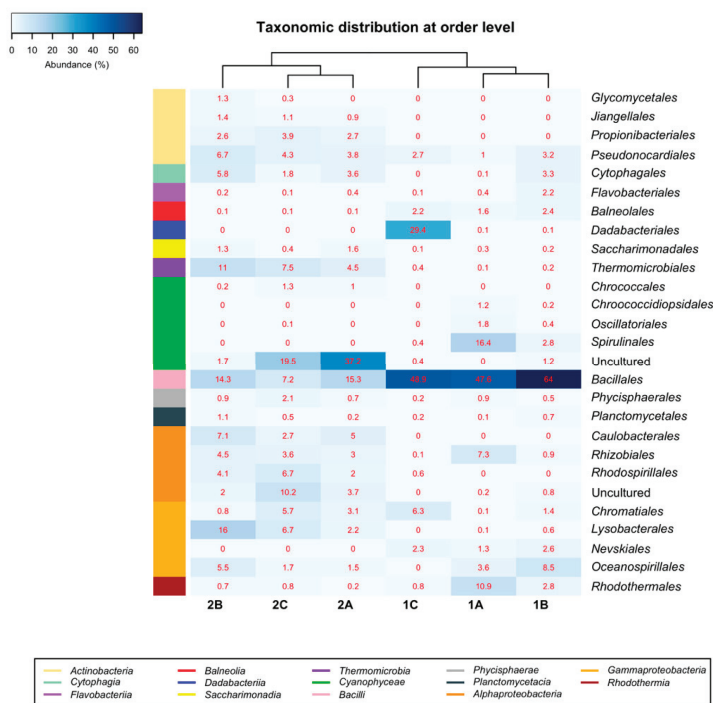 Taxonomic distribution at order level
0 10 20 30 40 50 60
Abundance (%)
1.3 0.3 0 0 0 0 Glycomycetales
1.4 1.1 0.9 0 0 0 Jiangellales
2.6 3.9 2.7 0 0 0 Propionibacteriales
6.7 4.3 3.8 2.7 1 3.2 Pseudonocardiales
5.8 1.8 3.6 0 0.1 3.3 Cytophagales
0.2 0.1 0.4 0.1 0.4 2.2 Flavobacteriales
0.1 0.1 0.1 2.2 1.6 2.4 Balneolales
0 0 0 29.4 0.1 0.1 Dadabacteriales
1.3 0.4 1.6 0.1 0.3 0.2 Saccharimonadales
11 7.5 4.5 0.4 0.1 0.2 Thermomicrobiales
0.2 1.3 1 0 0 0 Chrococcales
0 0 0 0 1.2 0.2 Chroococcidiopsidales
0 0.1 0 0 1.8 0.4 Oscillatoriales
0 0 0 0.4 16.4 2.8 Spirulinales
1.7 19.5 0.4 0 1.2 Uncultured
14.3 7.2 15.3 64 Bacillales
0.9 2.1 0.7 0.2 0.9 0.5 Phycisphaerales
1.1 0.5 0.2 0.2 0.1 0.7 Planctomycetales
7.1 2.7 5 0 0 0 Caulobacterales
4.5 3.6 3 0.1 7.3 0.9 Rhizobiales
4.1 6.7 2 0.6 0 0 Rhodospirillales
2 10.2 3.7 0 0.2 0.8 Uncultured
0.8 5.7 3.1 6.3 0.1 1.4 Chromatiales
16 6.7 2.2 0 0.1 0.6 Lysobacterales
0 0 0 2.3 1.3 2.6 Nevskiales
5.5 1.7 1.5 0 3.6 8.5 Oceanospirillales
0.7 0.8 0.2 0.8 10.9 2.8 Rhodothermales
2B 2C 2A 1C 1A 1B
Actinobacteria Balneolia Thermomicrobia Phycisphaerae Gammaproteobacteria
Cytophagia Dadabacteriia Cyanophyceae Planctomycetacia Rhodothermia
Flavobacteriia Saccharimonadia Bacilli Alphaproteobacteria